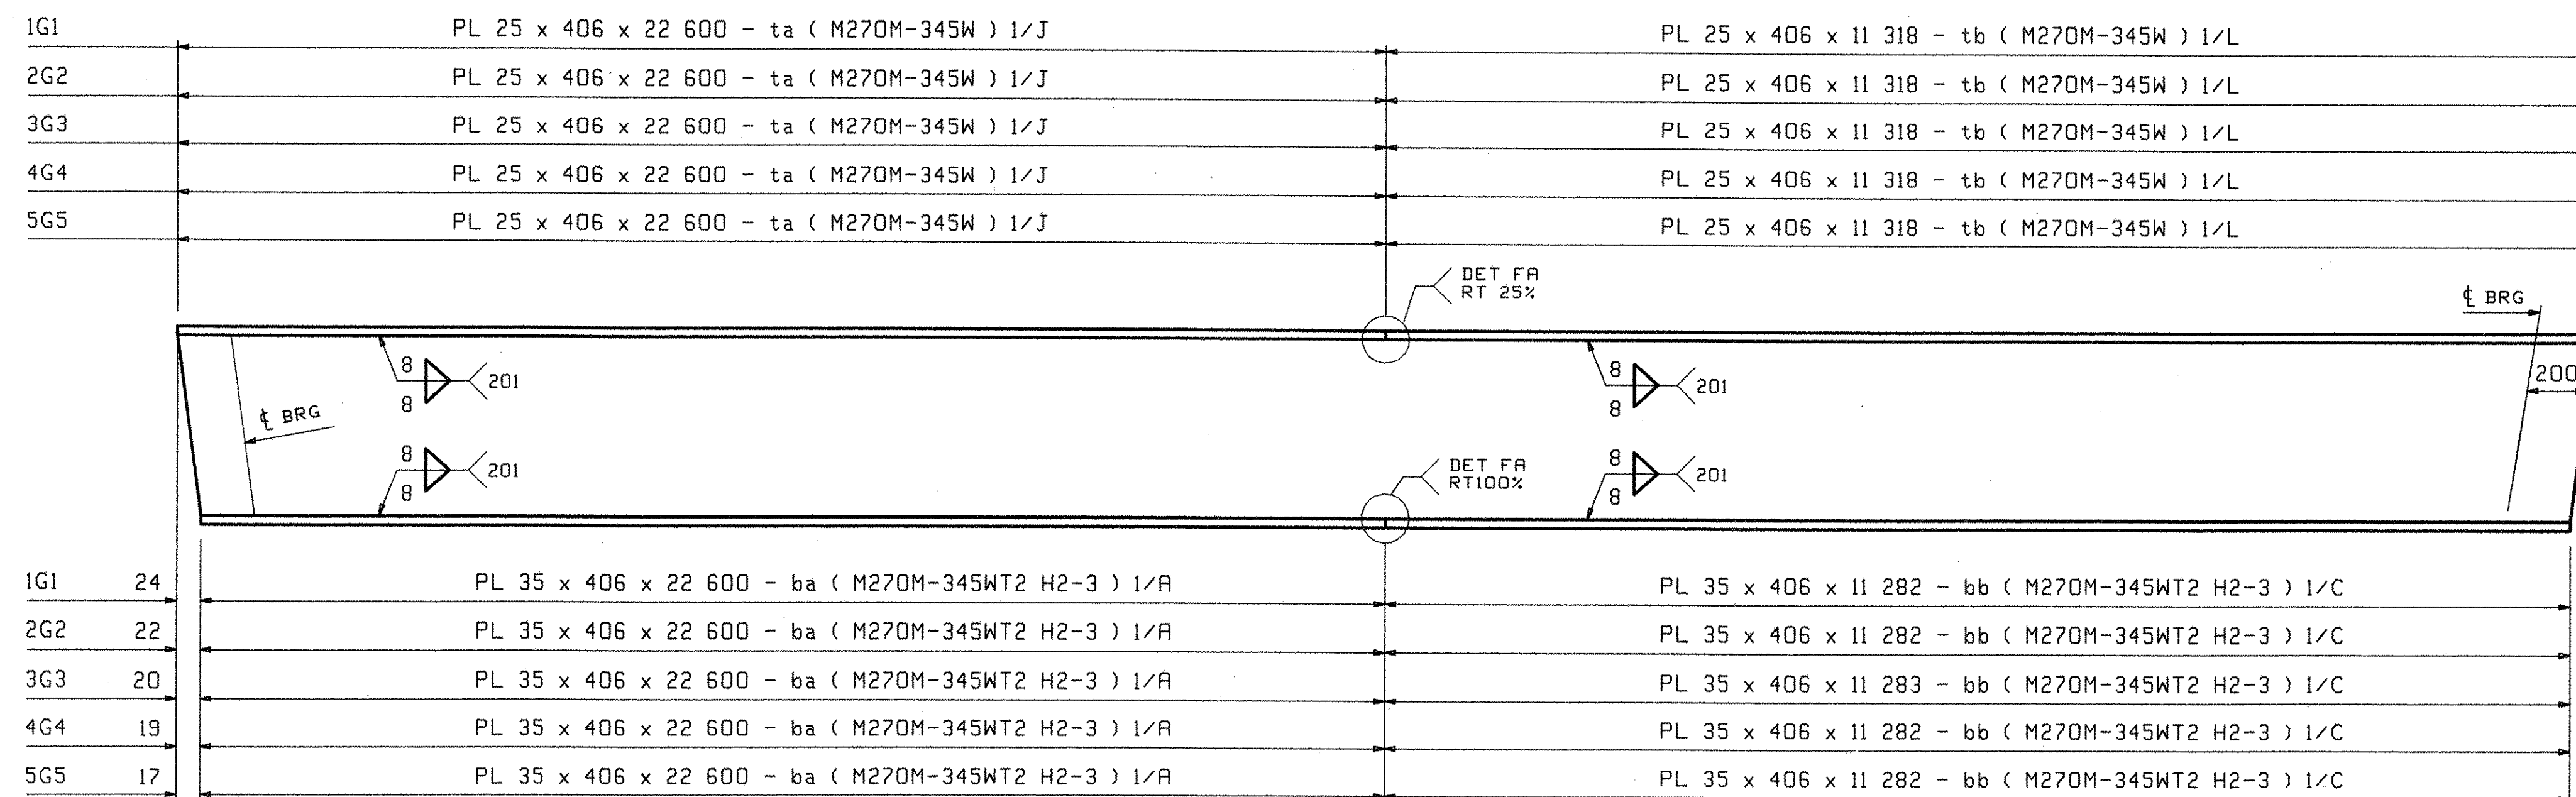 1G1 PL 25 x 406 x 22 600 - ta ( M270M-345W ) 1/J PL 25 x 406 x 11 318 - tb ( M270M-345W ) 1/L
2G2 PL 25 x 406 x 22 600 - ta ( M270M-345W ) 1/J PL 25 x 406 x 11 318 - tb ( M270M-345W ) 1/L
3G3 PL 25 x 406 x 22 600 - ta ( M270M-345W ) 1/J PL 25 x 406 x 11 318 - tb ( M270M-345W ) 1/L
4G4 PL 25 x 406 x 22 600 - ta ( M270M-345W ) 1/J PL 25 x 406 x 11 318 - tb ( M270M-345W ) 1/L
5G5 PL 25 x 406 x 22 600 - ta ( M270M-345W ) 1/J PL 25 x 406 x 11 318 - tb ( M270M-345W ) 1/L
DET FA
RT 25%
℄ BRG
8
201
8
8
201
8
200
℄ BRG
8
201
8
DET FA
RT100%
8
201
8
1G1 24 PL 35 x 406 x 22 600 - ba ( M270M-345WT2 H2-3 ) 1/A PL 35 x 406 x 11 282 - bb ( M270M-345WT2 H2-3 ) 1/C
2G2 22 PL 35 x 406 x 22 600 - ba ( M270M-345WT2 H2-3 ) 1/A PL 35 x 406 x 11 282 - bb ( M270M-345WT2 H2-3 ) 1/C
3G3 20 PL 35 x 406 x 22 600 - ba ( M270M-345WT2 H2-3 ) 1/A PL 35 x 406 x 11 283 - bb ( M270M-345WT2 H2-3 ) 1/C
4G4 19 PL 35 x 406 x 22 600 - ba ( M270M-345WT2 H2-3 ) 1/A PL 35 x 406 x 11 282 - bb ( M270M-345WT2 H2-3 ) 1/C
5G5 17 PL 35 x 406 x 22 600 - ba ( M270M-345WT2 H2-3 ) 1/A PL 35 x 406 x 11 282 - bb ( M270M-345WT2 H2-3 ) 1/C